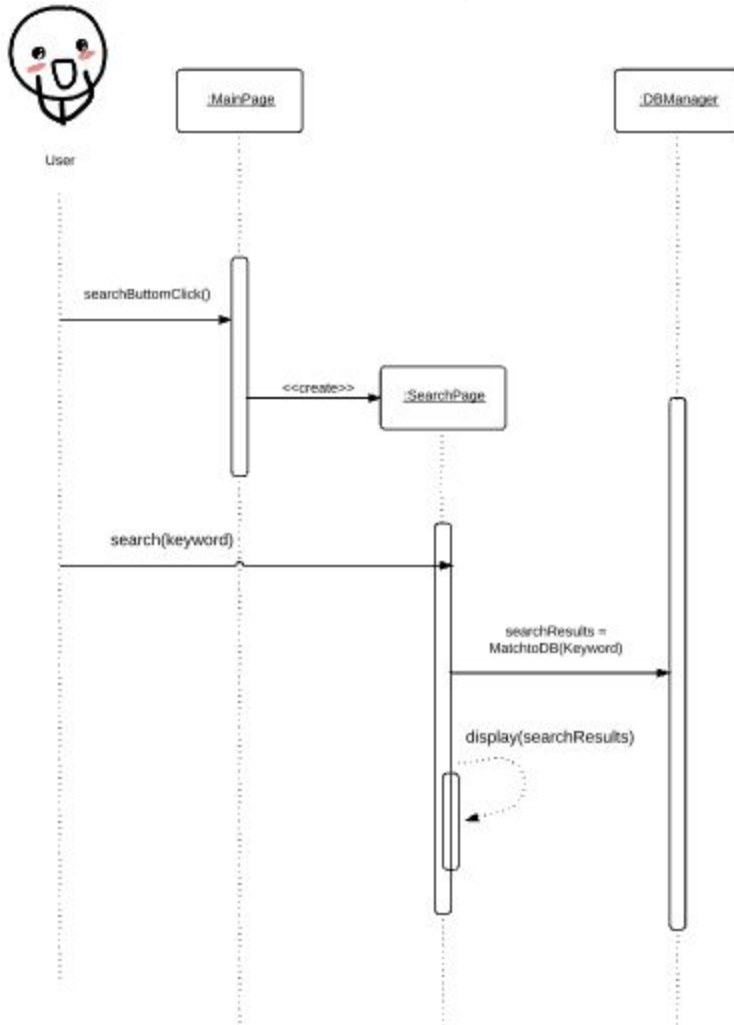 :MainPage
:DBManager
User
searchButtomClick()
<<create>>
:SearchPage
search(keyword)
searchResults =
MatchtoDB(Keyword)
display(searchResults)